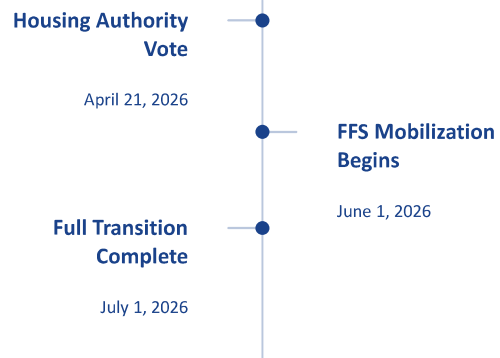 Housing Authority
Vote
April 21, 2026
FFS Mobilization
Begins
June 1, 2026
Full Transition
Complete
July 1, 2026